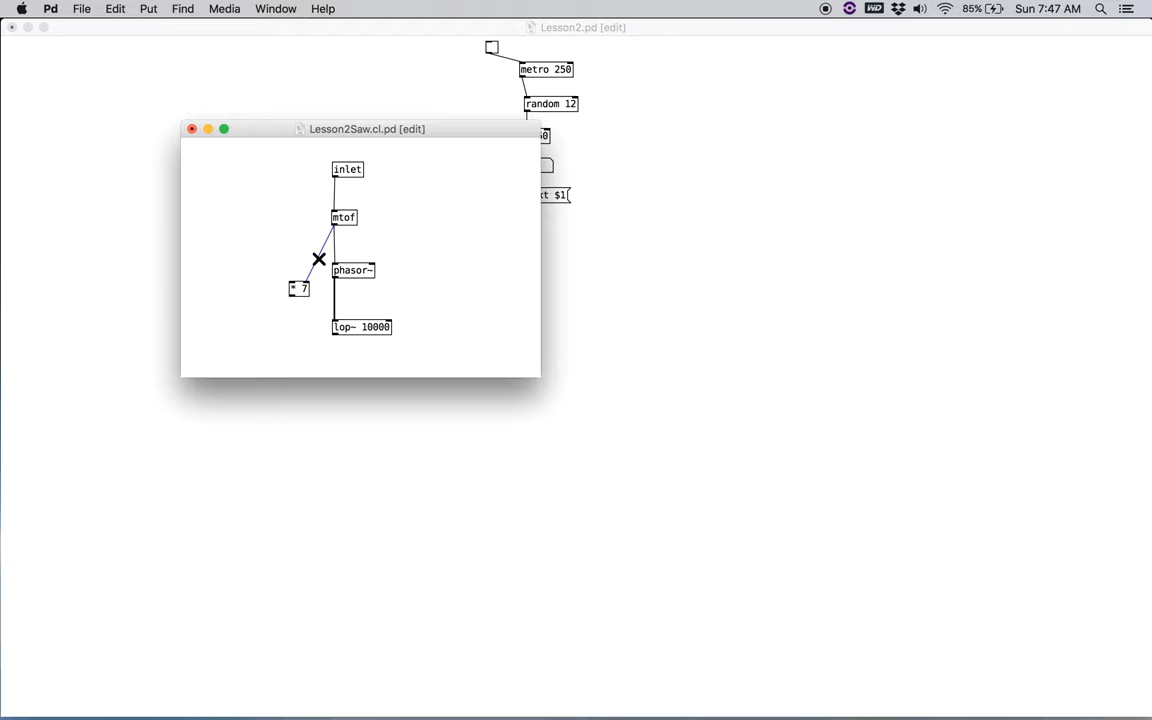 Pd File Edit Put Find Media Window Help 85% Sun 7:47 AM
Lesson2.pd [edit]
metro 250
random 12
Lesson2Saw.cl.pd [edit]
inlet
$1
mtof
phasor~
* 7
lop~ 10000